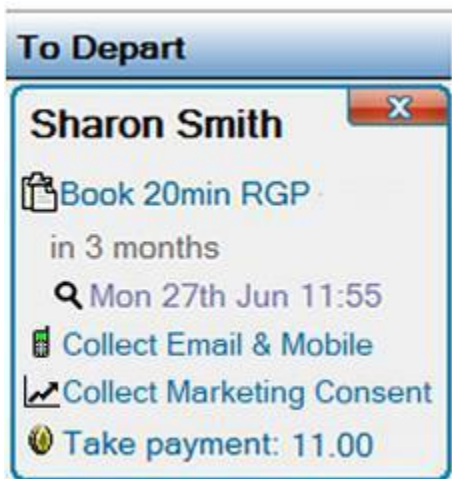 To Depart
Sharon Smith
Book 20min RGP
in 3 months
Mon 27th Jun 11:55
Collect Email & Mobile
Collect Marketing Consent
Take payment: 11.00